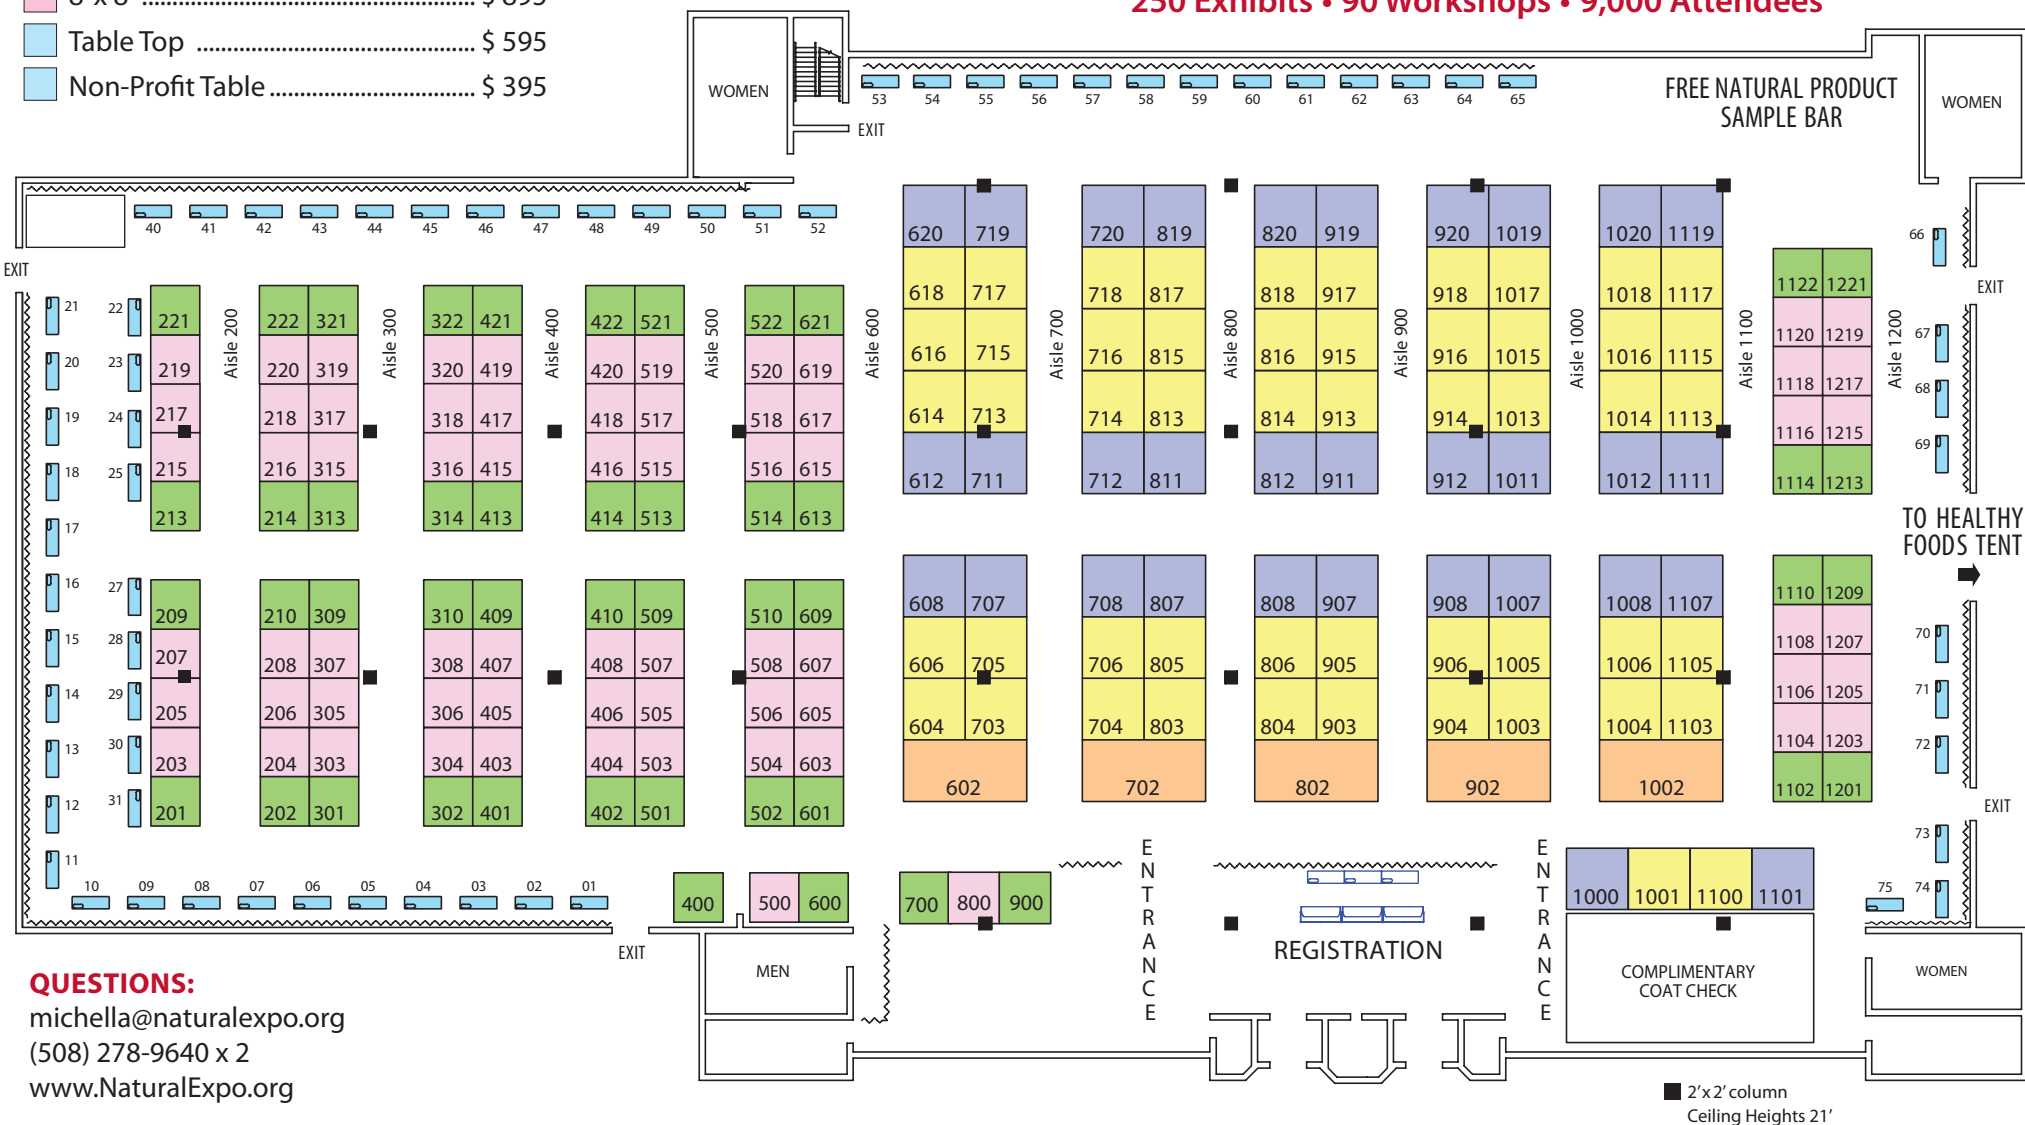 8' x 8' ........ $ 895
250 Exhibits • 90 Workshops • 9,000 Attendees
Table Top ........ $ 595
Non-Profit Table ........ $ 395
WOMEN
EXIT
53 54 55 56 57 58 59 60 61 62 63 64 65
FREE NATURAL PRODUCT
SAMPLE BAR
WOMEN
40 41 42 43 44 45 46 47 48 49 50 51 52
EXIT
66
EXIT
620 719 720 819 820 919 920 1019 1020 1119
618 717 718 817 818 917 918 1017 1018 1117
616 715 716 815 816 915 916 1015 1016 1115
614 713 714 813 814 913 914 1013 1014 1113
612 711 712 811 812 911 912 1011 1012 1111
1122 1221
1120 1219
1118 1217
1116 1215
1114 1213
21 22 221 222 321 322 421 422 521 522 621
20 23 219 220 319 320 419 420 519 520 619
19 24 217 218 317 318 417 418 517 518 617
18 25 215 216 315 316 415 416 515 516 615
17 213 214 313 314 413 414 513 514 613
Aisle 200
Aisle 300
Aisle 400
Aisle 500
Aisle 600
Aisle 700
Aisle 800
Aisle 900
Aisle 1000
Aisle 1100
Aisle 1200
67
68
69
TO HEALTHY
FOODS TENT
16 27 209 210 309 310 409 410 509 510 609
15 28 207 208 307 308 407 408 507 508 607
14 29 205 206 305 306 405 406 505 506 605
13 30 203 204 303 304 403 404 503 504 603
12 31 201 202 301 302 401 402 501 502 601
11
608 707 708 807 808 907 908 1007 1008 1107
606 705 706 805 806 905 906 1005 1006 1105
604 703 704 803 804 903 904 1003 1004 1103
602 702 802 902 1002
1110 1209
1108 1207
1106 1205
1104 1203
1102 1201
70
71
72
EXIT
73
75 74
10 09 08 07 06 05 04 03 02 01
400 500 600 700 800 900
ENTRANCE
ENTRANCE
1000 1001 1100 1101
EXIT
MEN
REGISTRATION
COMPLIMENTARY
COAT CHECK
WOMEN
QUESTIONS:
michella@naturalexpo.org
(508) 278-9640 x 2
www.NaturalExpo.org
2' x 2' column
Ceiling Heights 21'